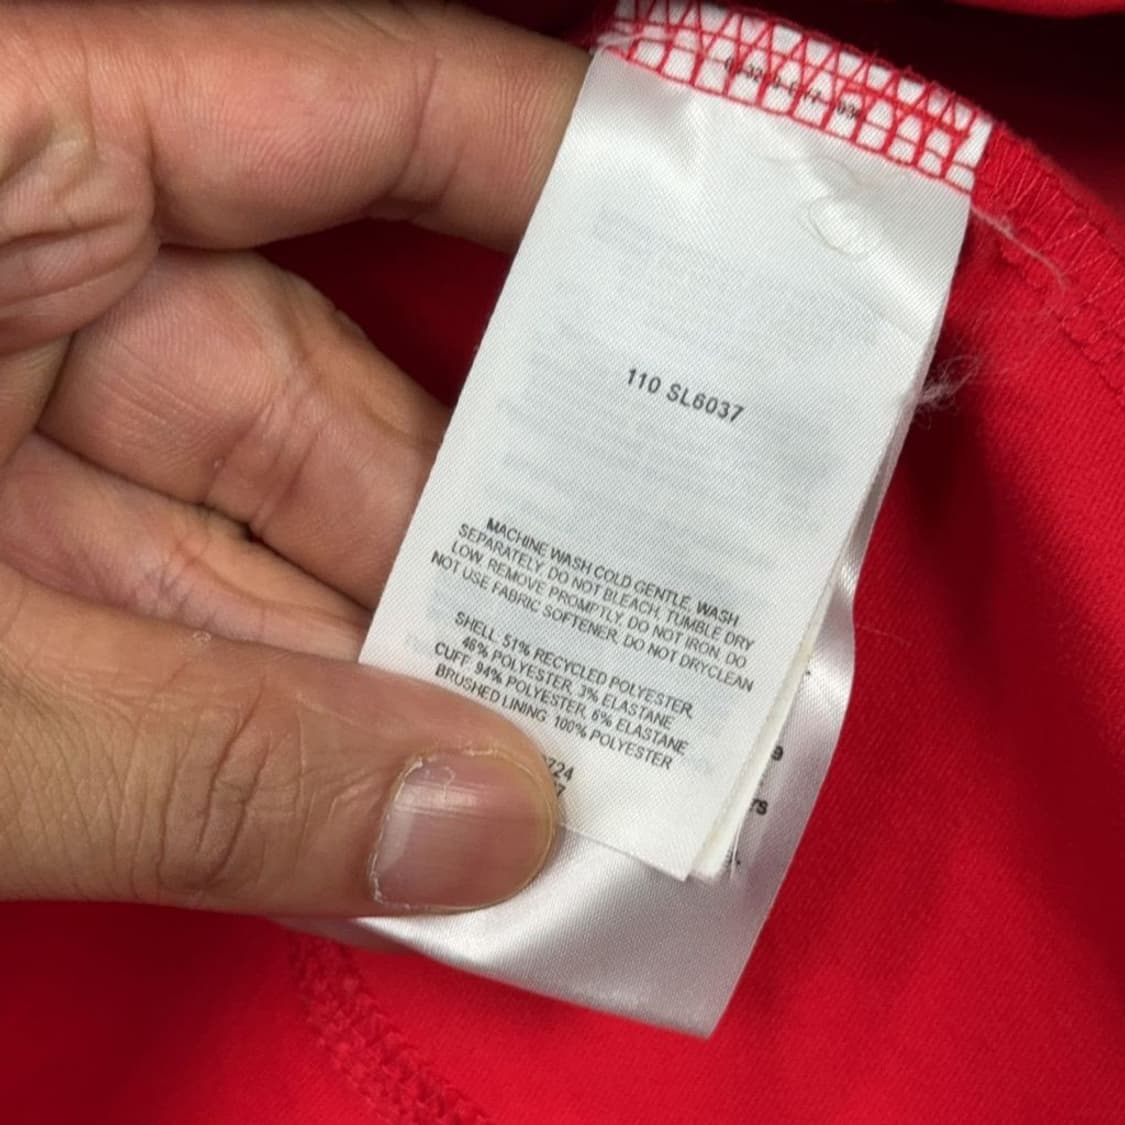 110 SL6037
MACHINE WASH COLD GENTLE, WASH
SEPARATELY, DO NOT BLEACH, TUMBLE DRY
LOW, REMOVE PROMPTLY, DO NOT IRON, DO
NOT USE FABRIC SOFTENER, DO NOT DRYCLEAN
SHELL: 51% RECYCLED POLYESTER,
46% POLYESTER, 3% ELASTANE
CUFF: 94% POLYESTER, 6% ELASTANE
BRUSHED LINING: 100% POLYESTER